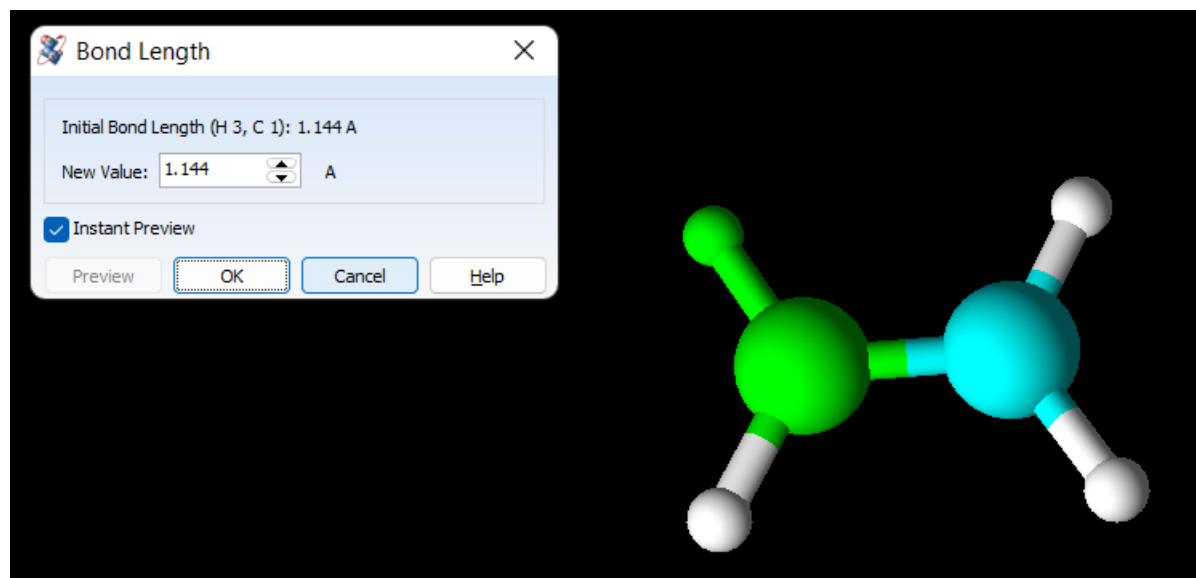 Bond Length
Initial Bond Length (H 3, C 1): 1.144 A
New Value: 1.144 A
Instant Preview
Preview OK Cancel Help